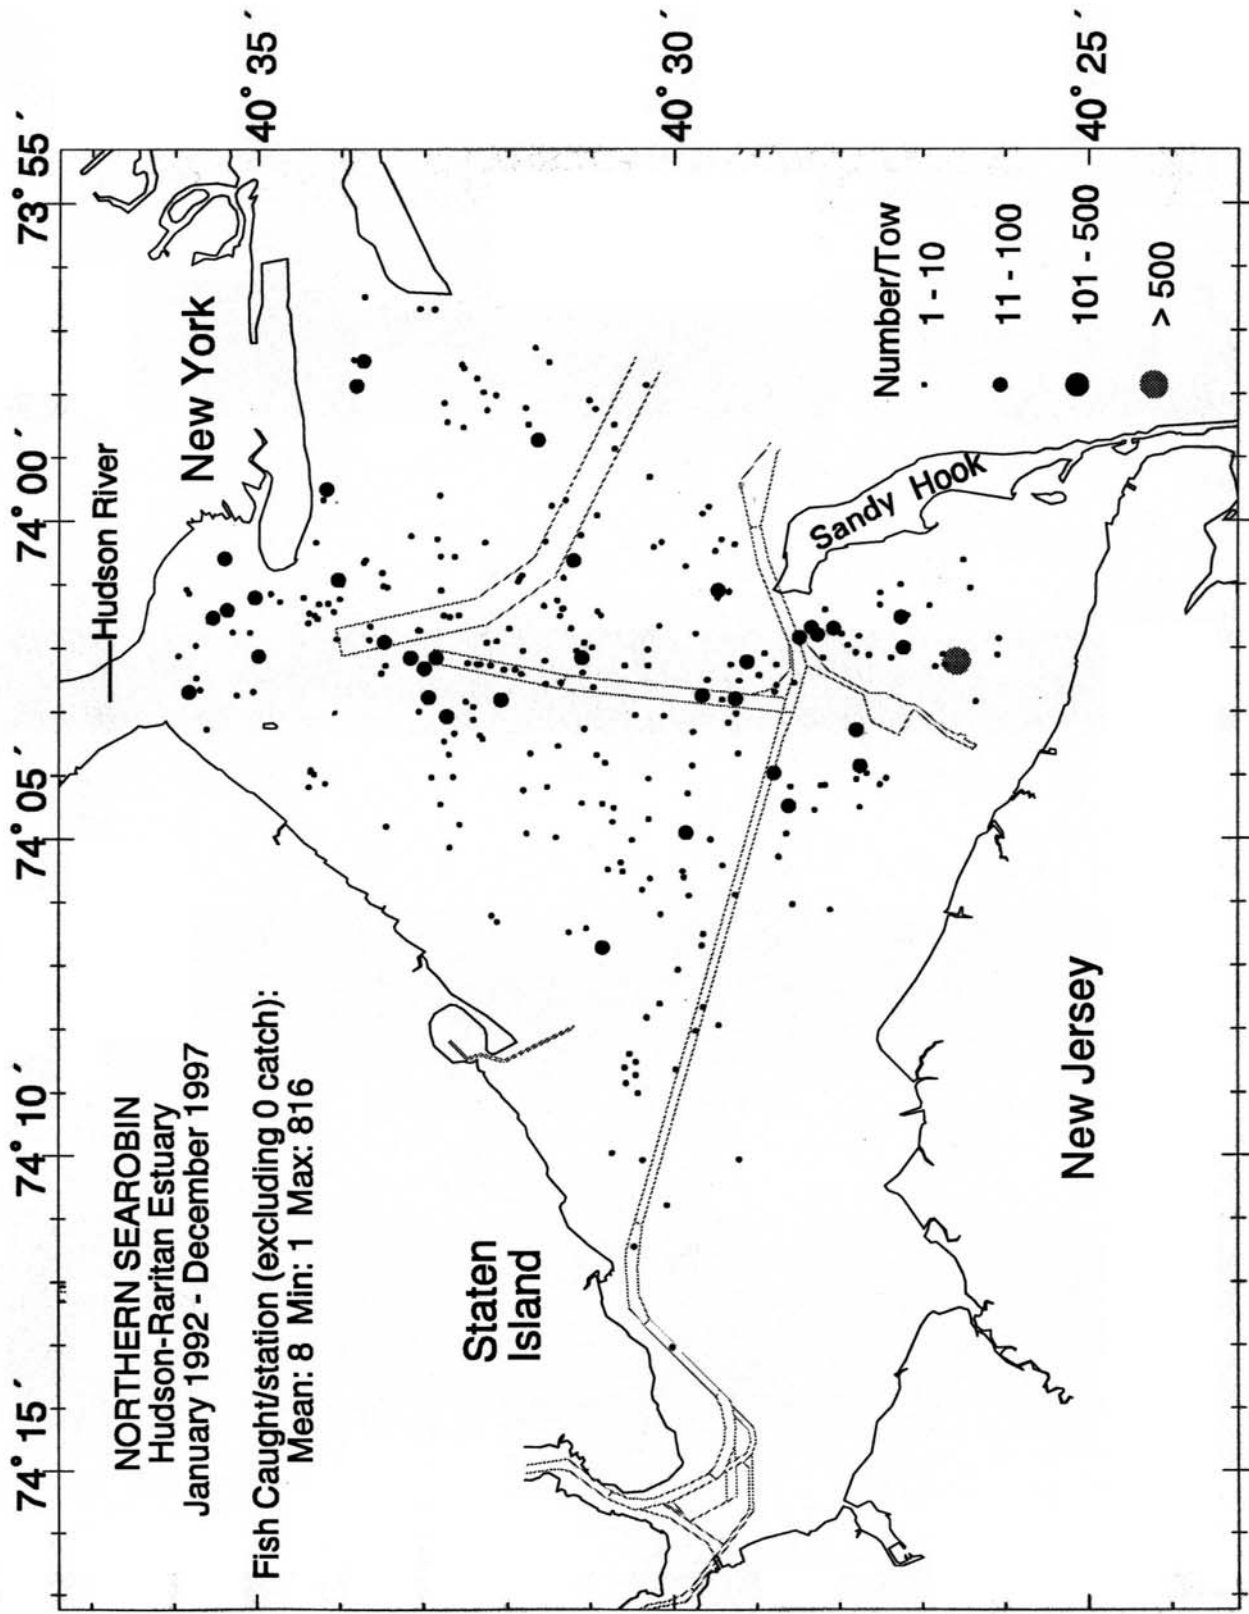 NORTHERN SEAROBIN
Hudson-Raritan Estuary
January 1992 - December 1997
Fish Caught/station (excluding 0 catch):
Mean: 8 Min: 1 Max: 816
74° 15´
74° 10´
74° 05´
74° 00´
73° 55´
Hudson River
New York
Staten
Island
Sandy Hook
New Jersey
40° 35´
40° 30´
40° 25´
Number/Tow
1 - 10
11 - 100
101 - 500
> 500